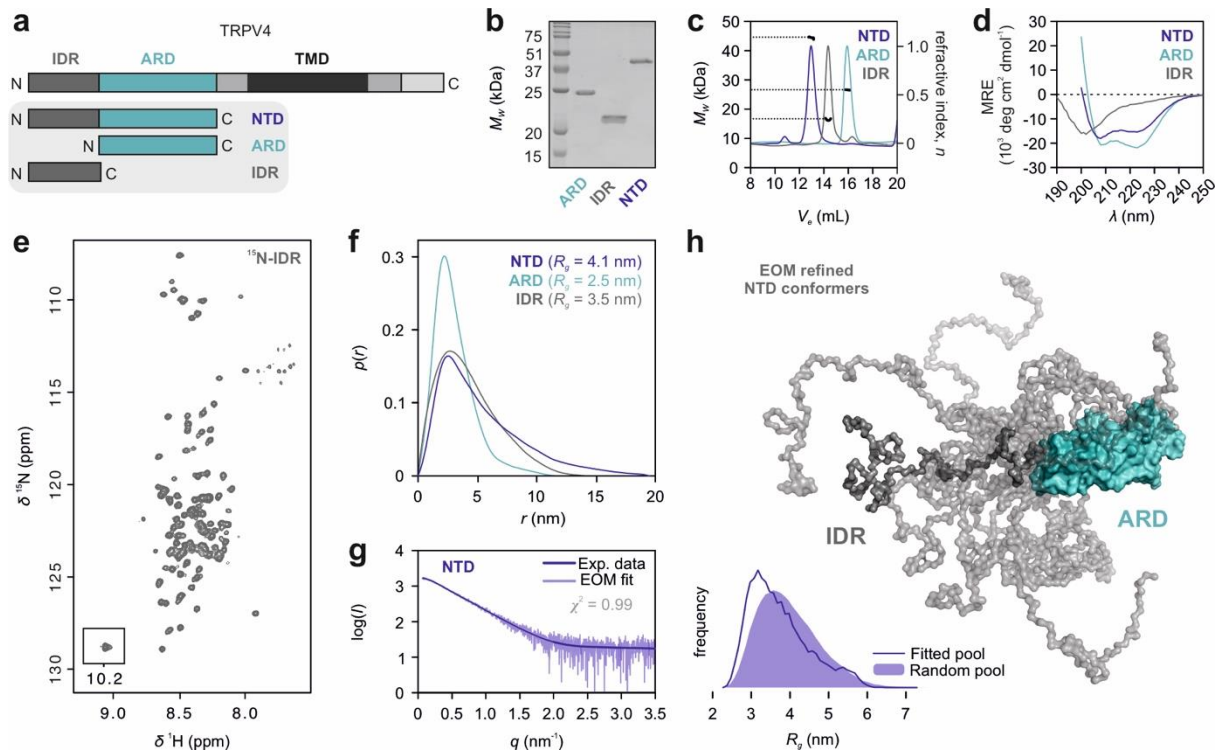 a
TRPV4
IDR ARD TMD
N C
C NTD
N C ARD
N C IDR
b
Mw (kDa)
75
51
37
25
20
15
ARD IDR NTD
c
NTD
ARD
IDR
Mw (kDa)
50
40
30
20
10
0
refractive index, n
1.0
0.5
0
8 10 12 14 16 18 20
Ve (mL)
d
NTD
ARD
IDR
MRE
(10³ deg cm² dmol⁻¹)
30
20
10
0
-10
-20
-30
190 200 210 220 230 240 250
λ (nm)
e
¹⁵N-IDR
δ ¹⁵N (ppm)
110
115
120
125
130
10.2
9.0 8.5 8.0
δ ¹H (ppm)
f
NTD (Rg = 4.1 nm)
ARD (Rg = 2.5 nm)
IDR (Rg = 3.5 nm)
p(r)
0.3
0.2
0.1
0
0 5 10 15 20
r (nm)
g
NTD
Exp. data
EOM fit
χ² = 0.99
log(I)
4
3
2
1
0
0 0.5 1.0 1.5 2.0 2.5 3.0 3.5
q (nm⁻¹)
h
EOM refined
NTD conformers
IDR
ARD
frequency
Fitted pool
Random pool
2 3 4 5 6 7
Rg (nm)